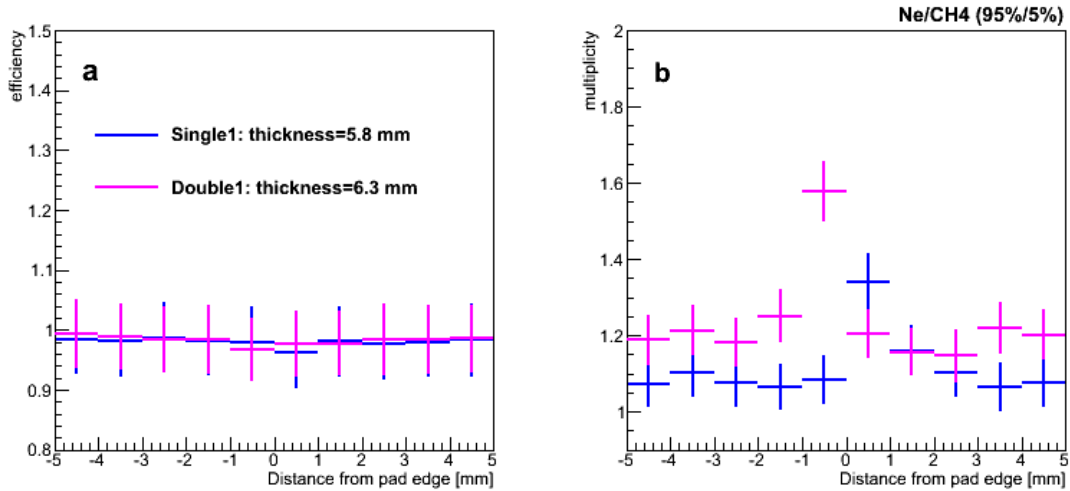 Ne/CH4 (95%/5%)
efficiency
1.5
1.4
1.3
1.2
1.1
1
0.9
0.8
a
Single1: thickness=5.8 mm
Double1: thickness=6.3 mm
-5 -4 -3 -2 -1 0 1 2 3 4 5
Distance from pad edge [mm]
multiplicity
2
1.8
1.6
1.4
1.2
1
b
-5 -4 -3 -2 -1 0 1 2 3 4 5
Distance from pad edge [mm]